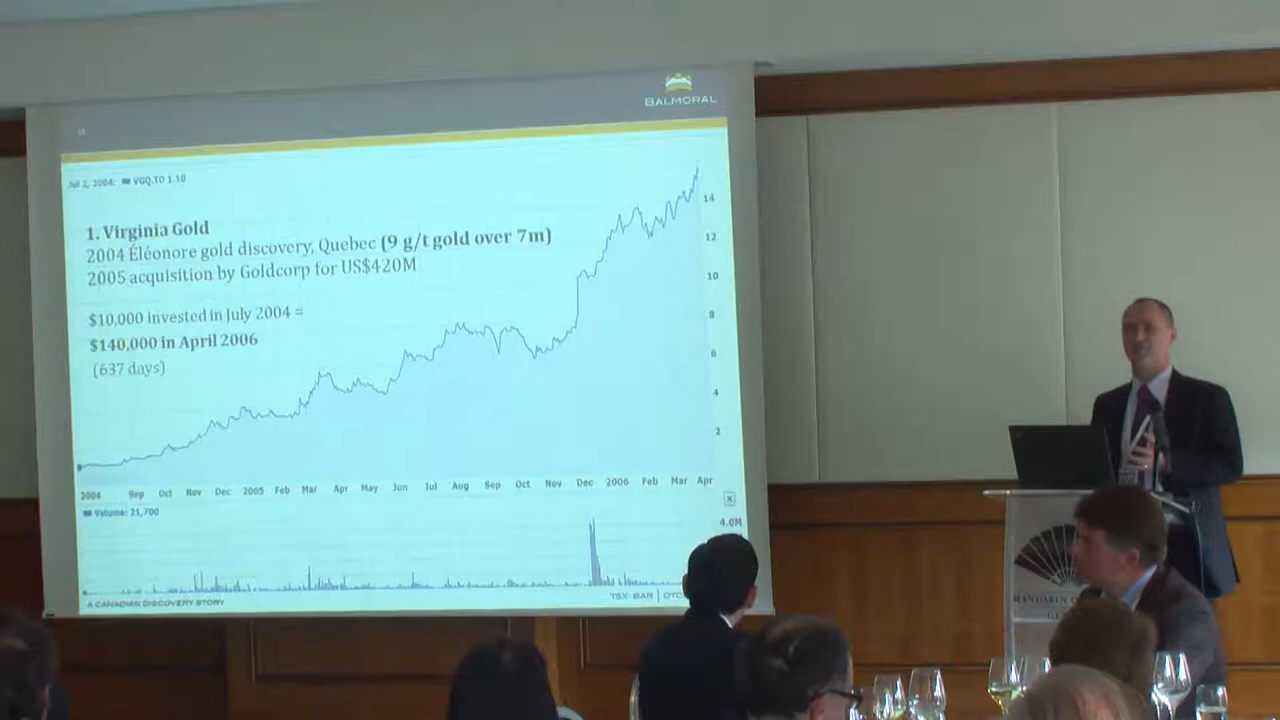 BALMORAL
Jul 2, 2004: VGQ.TO 1.10
1. Virginia Gold
2004 Éléonore gold discovery, Quebec (9 g/t gold over 7m)
2005 acquisition by Goldcorp for US$420M
$10,000 invested in July 2004 =
$140,000 in April 2006
(637 days)
14
12
10
8
6
4
2
2004 Sep Oct Nov Dec 2005 Feb Mar Apr May Jun Jul Aug Sep Oct Nov Dec 2006 Feb Mar Apr
Volume: 21,700
4.0M
A CANADIAN DISCOVERY STORY
TSX: BAR | OTC
MANDARIN